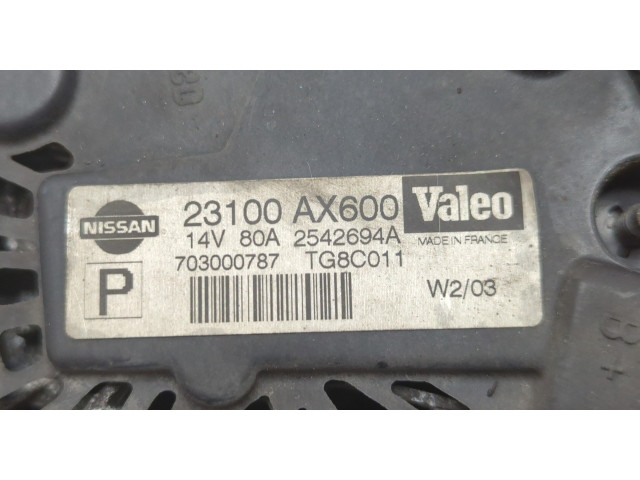 NISSAN
23100 AX600 Valeo
14V 80A 2542694A MADE IN FRANCE
703000787 TG8C011
P
W2/03
B+